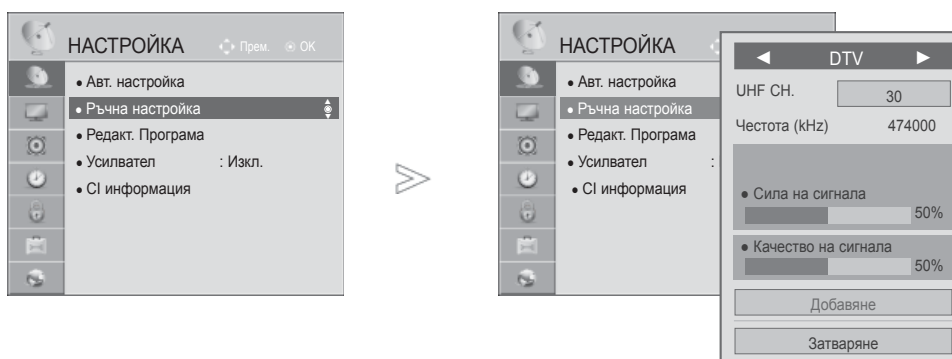 НАСТРОЙКА Прем. OK
• Авт. настройка
• Ръчна настройка
• Редакт. Програма
• Усилвател : Изкл.
• CI информация
НАСТРОЙКА
• Авт. настройка
• Ръчна настройка
• Редакт. Програма
• Усилвател :
• CI информация
◄ DTV ►
UHF CH. 30
Честота (kHz) 474000
• Сила на сигнала
50%
• Качество на сигнала
50%
Добавяне
Затваряне